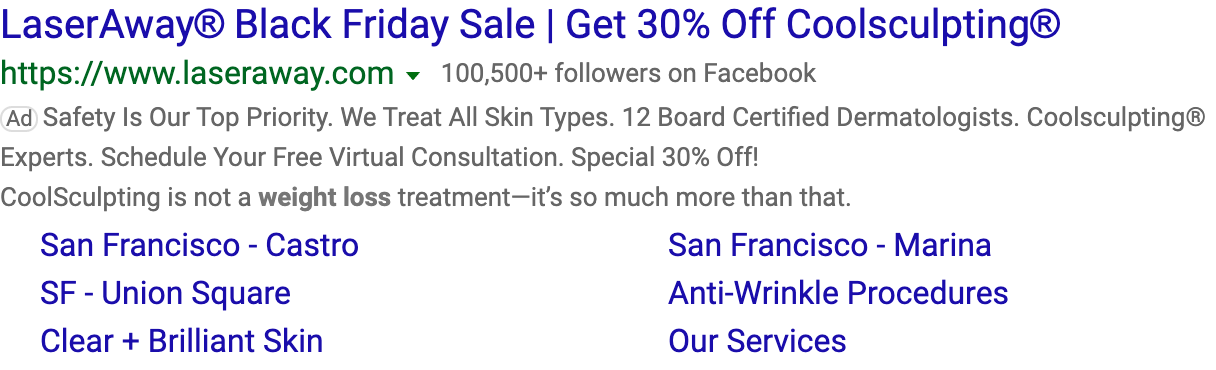 LaserAway® Black Friday Sale | Get 30% Off Coolsculpting®
https://www.laseraway.com 100,500+ followers on Facebook
Ad Safety Is Our Top Priority. We Treat All Skin Types. 12 Board Certified Dermatologists. Coolsculpting®
Experts. Schedule Your Free Virtual Consultation. Special 30% Off!
CoolSculpting is not a weight loss treatment—it’s so much more than that.
San Francisco - Castro San Francisco - Marina
SF - Union Square Anti-Wrinkle Procedures
Clear + Brilliant Skin Our Services